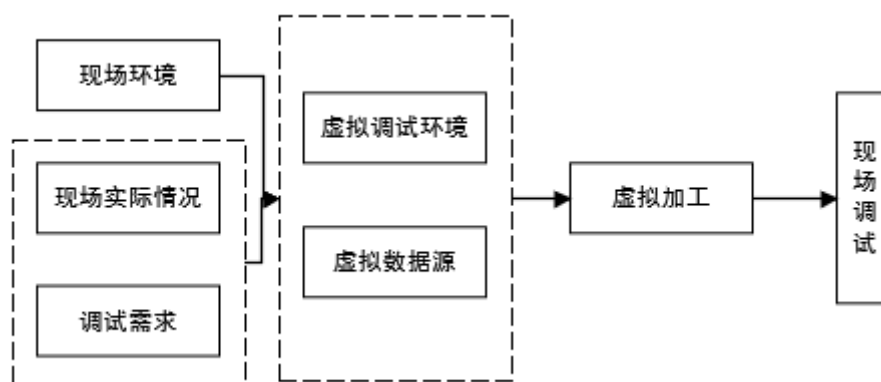 现场环境
现场实际情况
调试需求
虚拟调试环境
虚拟数据源
虚拟加工
现
场
调
试